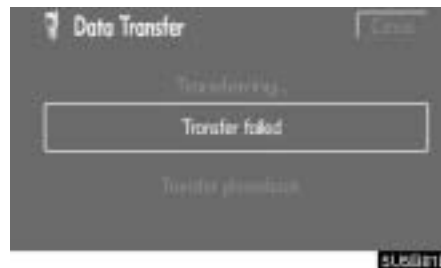 Data Transfer
Cancel
Transferring...
Transfer failed
Transfer phonebook